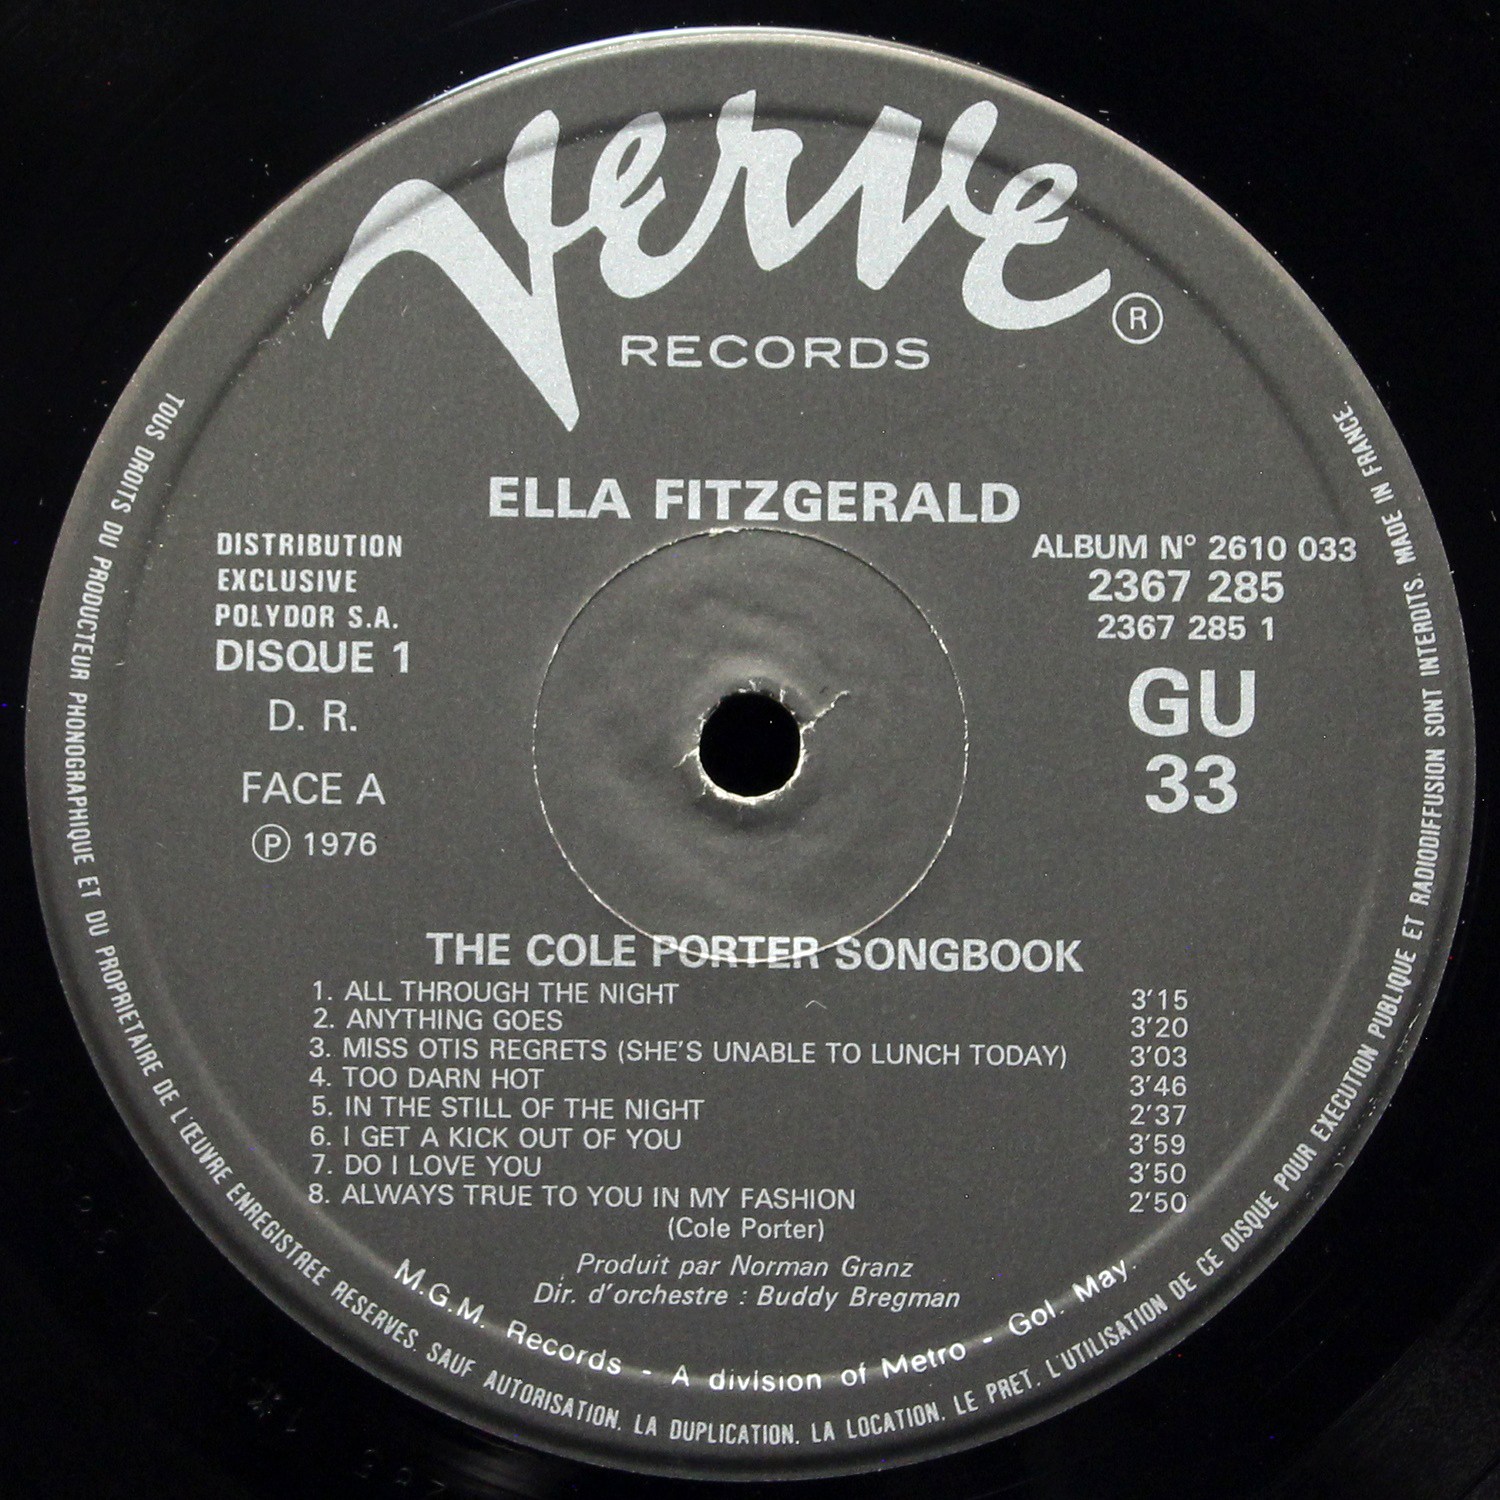 Verve
®
RECORDS
ELLA FITZGERALD
DISTRIBUTION
EXCLUSIVE
POLYDOR S.A.
DISQUE 1
D. R.
FACE A
℗ 1976
ALBUM N° 2610 033
2367 285
2367 285 1
GU
33
THE COLE PORTER SONGBOOK
1. ALL THROUGH THE NIGHT 3'15
2. ANYTHING GOES 3'20
3. MISS OTIS REGRETS (SHE'S UNABLE TO LUNCH TODAY) 3'03
4. TOO DARN HOT 3'46
5. IN THE STILL OF THE NIGHT 2'37
6. I GET A KICK OUT OF YOU 3'59
7. DO I LOVE YOU 3'50
8. ALWAYS TRUE TO YOU IN MY FASHION 2'50
(Cole Porter)
Produit par Norman Granz
Dir. d'orchestre : Buddy Bregman
M.G.M. Records - A division of Metro - Gol. May.
TOUS DROITS DU PRODUCTEUR PHONOGRAPHIQUE ET DU PROPRIETAIRE DE L'ŒUVRE ENREGISTREE RESERVES. SAUF AUTORISATION. LA DUPLICATION. LA LOCATION. LE PRET. L'UTILISATION DE CE DISQUE POUR EXECUTION PUBLIQUE ET RADIODIFFUSION SONT INTERDITS. MADE IN FRANCE.